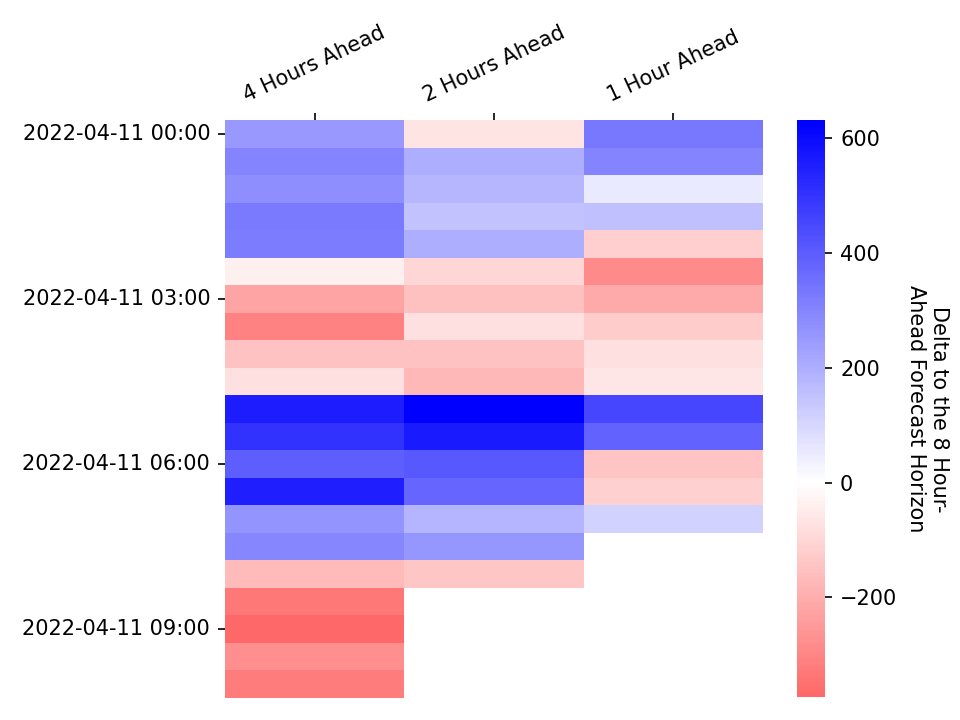 4 Hours Ahead
2 Hours Ahead
1 Hour Ahead
2022-04-11 00:00
2022-04-11 03:00
2022-04-11 06:00
2022-04-11 09:00
600
400
200
0
−200
Delta to the 8 Hour-
Ahead Forecast Horizon